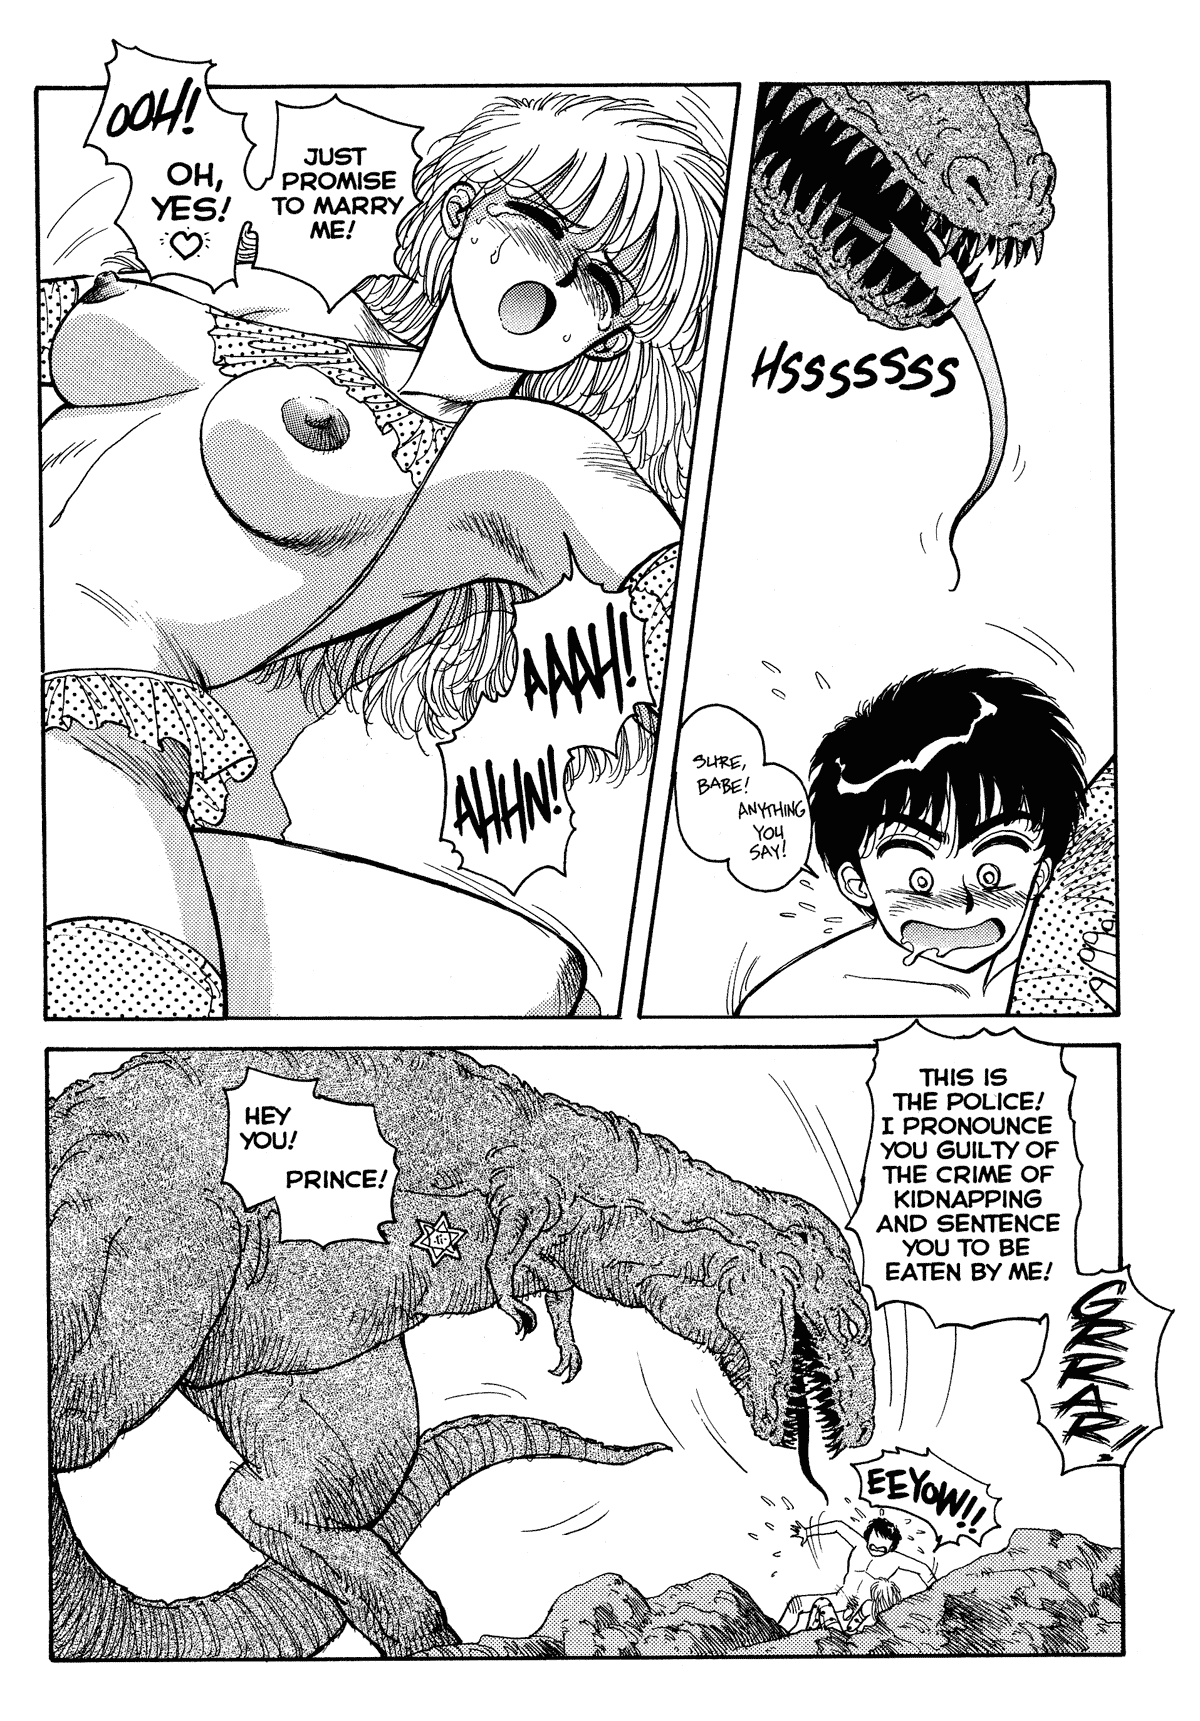 OOH!
OH,
YES!
JUST
PROMISE
TO MARRY
ME!
AAAH!
AHHN!
HSSSSSSSS
SURE,
BABE!
ANYTHING
YOU
SAY!
HEY
YOU!
PRINCE!
THIS IS
THE POLICE!
I PRONOUNCE
YOU GUILTY OF
THE CRIME OF
KIDNAPPING
AND SENTENCE
YOU TO BE
EATEN BY ME!
GRRRAR!
EEYOW!!